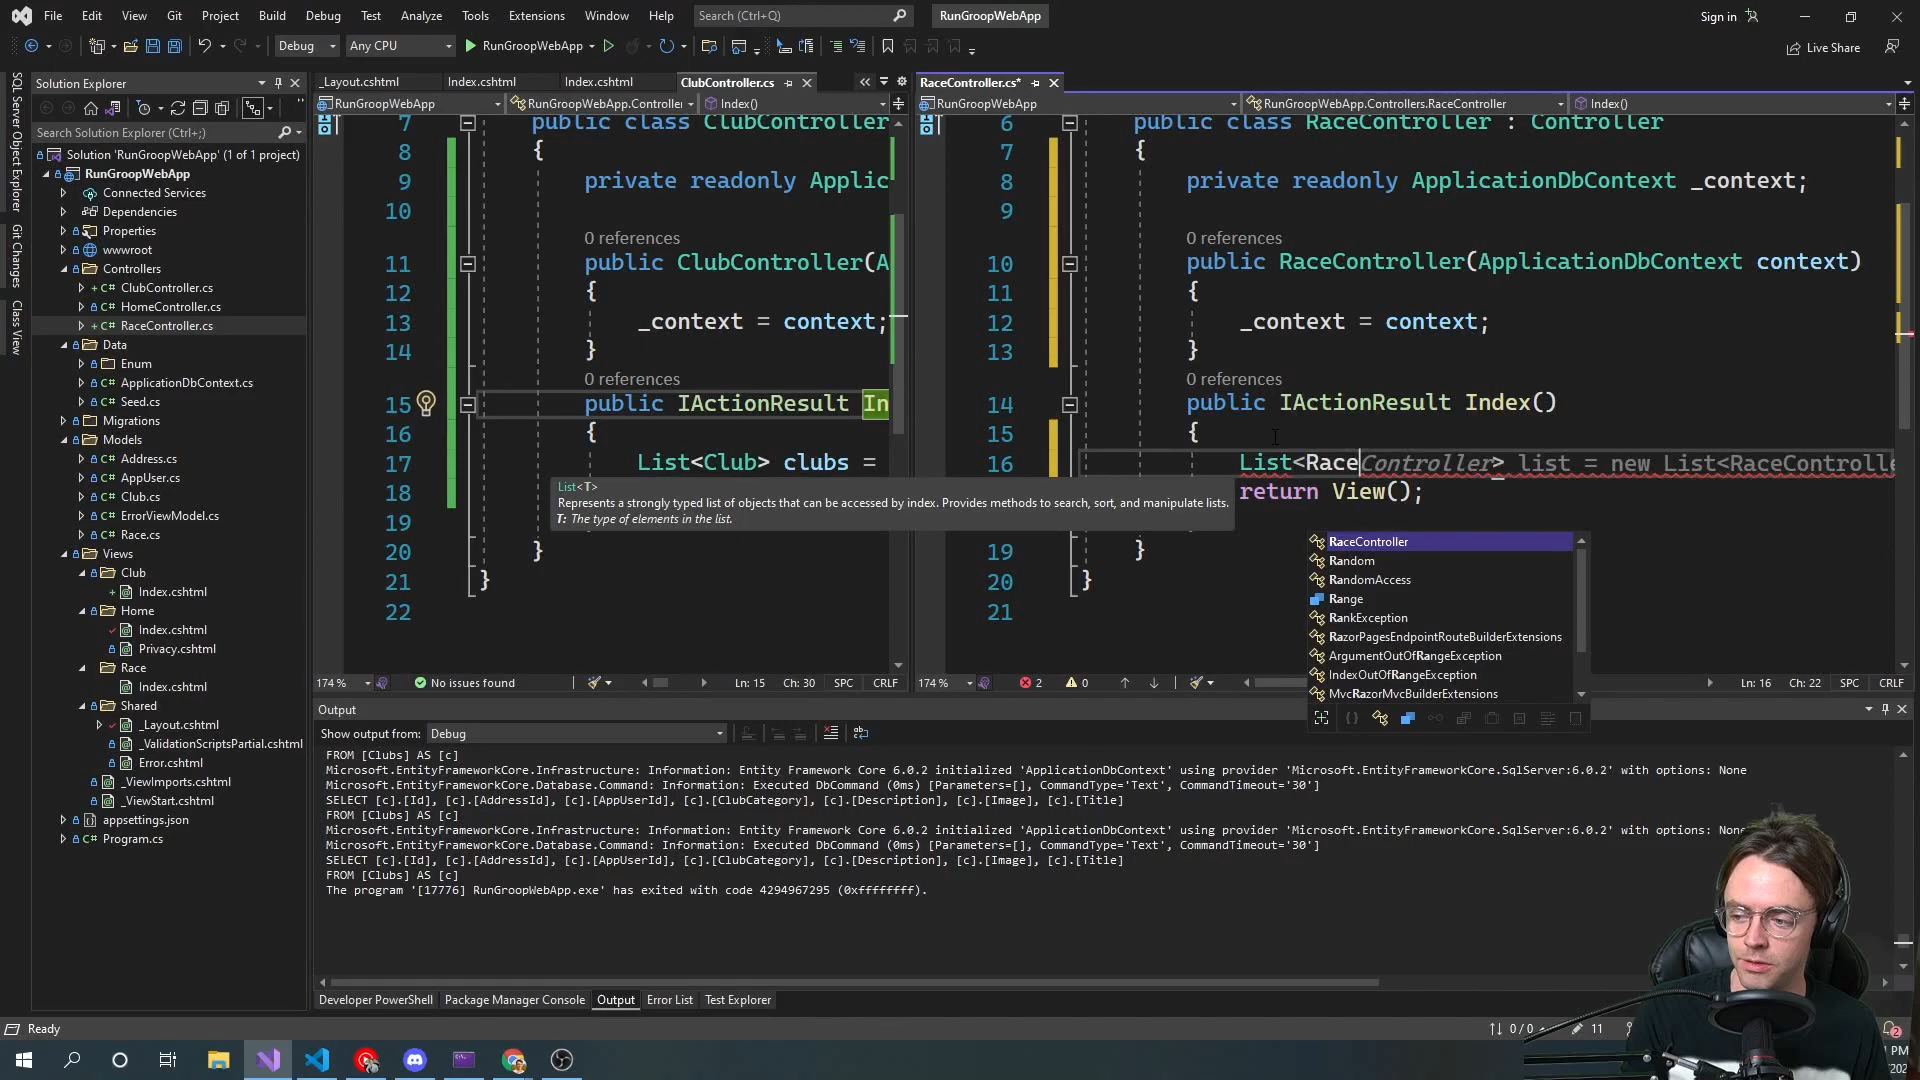 File Edit View Git Project Build Debug Test Analyze Tools Extensions Window Help Search (Ctrl+Q) RunGroopWebApp Sign in
Debug Any CPU RunGroopWebApp Live Share
SQL Server Object Explorer
Git Changes
Class View
Solution Explorer
Search Solution Explorer (Ctrl+;)
Solution 'RunGroopWebApp' (1 of 1 project)
RunGroopWebApp
Connected Services
Dependencies
Properties
wwwroot
Controllers
ClubController.cs
HomeController.cs
RaceController.cs
Data
Enum
ApplicationDbContext.cs
Seed.cs
Migrations
Models
Address.cs
AppUser.cs
Club.cs
ErrorViewModel.cs
Race.cs
Views
Club
Index.cshtml
Home
Index.cshtml
Privacy.cshtml
Race
Index.cshtml
Shared
_Layout.cshtml
_ValidationScriptsPartial.cshtml
Error.cshtml
_ViewImports.cshtml
_ViewStart.cshtml
appsettings.json
Program.cs
_Layout.cshtml Index.cshtml Index.cshtml ClubController.cs
RunGroopWebApp RunGroopWebApp.Controller Index()
7 public class ClubController
8 {
9 private readonly Applic
10
0 references
11 public ClubController(A
12 {
13 _context = context;
14 }
0 references
15 public IActionResult In
16 {
17 List<Club> clubs =
18
19
20 }
21 }
22
List<T>
Represents a strongly typed list of objects that can be accessed by index. Provides methods to search, sort, and manipulate lists.
T: The type of elements in the list.
174 % No issues found Ln: 15 Ch: 30 SPC CRLF
RaceController.cs*
RunGroopWebApp RunGroopWebApp.Controllers.RaceController Index()
6 public class RaceController : Controller
7 {
8 private readonly ApplicationDbContext _context;
9
0 references
10 public RaceController(ApplicationDbContext context)
11 {
12 _context = context;
13 }
0 references
14 public IActionResult Index()
15 {
16 List<RaceController> list = new List<RaceControlle
return View();
19 }
20 }
21
RaceController
Random
RandomAccess
Range
RankException
RazorPagesEndpointRouteBuilderExtensions
ArgumentOutOfRangeException
IndexOutOfRangeException
MvcRazorMvcBuilderExtensions
174 % 2 0 Ln: 16 Ch: 22 SPC CRLF
Output
Show output from: Debug
FROM [Clubs] AS [c]
Microsoft.EntityFrameworkCore.Infrastructure: Information: Entity Framework Core 6.0.2 initialized 'ApplicationDbContext' using provider 'Microsoft.EntityFrameworkCore.SqlServer:6.0.2' with options: None
Microsoft.EntityFrameworkCore.Database.Command: Information: Executed DbCommand (0ms) [Parameters=[], CommandType='Text', CommandTimeout='30']
SELECT [c].[Id], [c].[AddressId], [c].[AppUserId], [c].[ClubCategory], [c].[Description], [c].[Image], [c].[Title]
FROM [Clubs] AS [c]
Microsoft.EntityFrameworkCore.Infrastructure: Information: Entity Framework Core 6.0.2 initialized 'ApplicationDbContext' using provider 'Microsoft.EntityFrameworkCore.SqlServer:6.0.2' with options: None
Microsoft.EntityFrameworkCore.Database.Command: Information: Executed DbCommand (0ms) [Parameters=[], CommandType='Text', CommandTimeout='30']
SELECT [c].[Id], [c].[AddressId], [c].[AppUserId], [c].[ClubCategory], [c].[Description], [c].[Image], [c].[Title]
FROM [Clubs] AS [c]
The program '[17776] RunGroopWebApp.exe' has exited with code 4294967295 (0xffffffff).
Developer PowerShell Package Manager Console Output Error List Test Explorer
Ready 0 / 0 11 2
PM